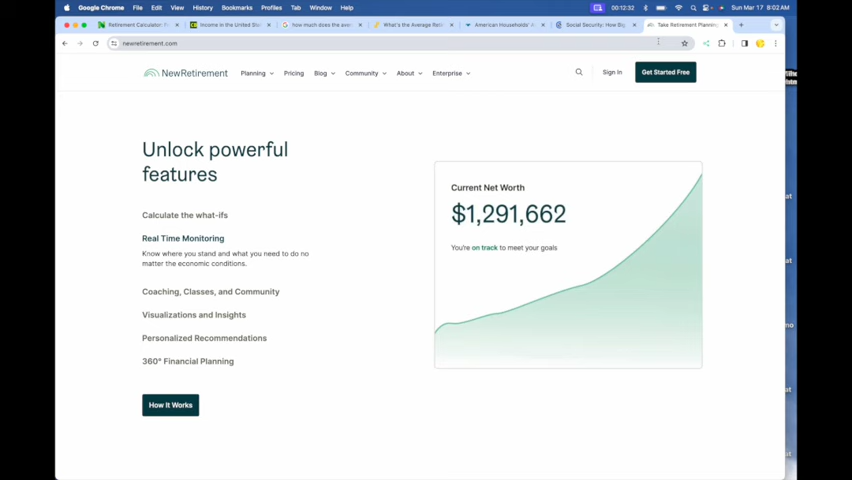 Google Chrome File Edit View History Bookmarks Profiles Tab Window Help 00:12:32 Sun Mar 17 8:02 AM
Retirement Calculator: F Income in the United Sta how much does the aver What's the Average Reti American Households' A Social Security: How Big Take Retirement Planning
newretirement.com
NewRetirement Planning Pricing Blog Community About Enterprise Sign In Get Started Free
Unlock powerful
features
Calculate the what-ifs
Real Time Monitoring
Know where you stand and what you need to do no
matter the economic conditions.
Coaching, Classes, and Community
Visualizations and Insights
Personalized Recommendations
360° Financial Planning
How It Works
Current Net Worth
$1,291,662
You're on track to meet your goals